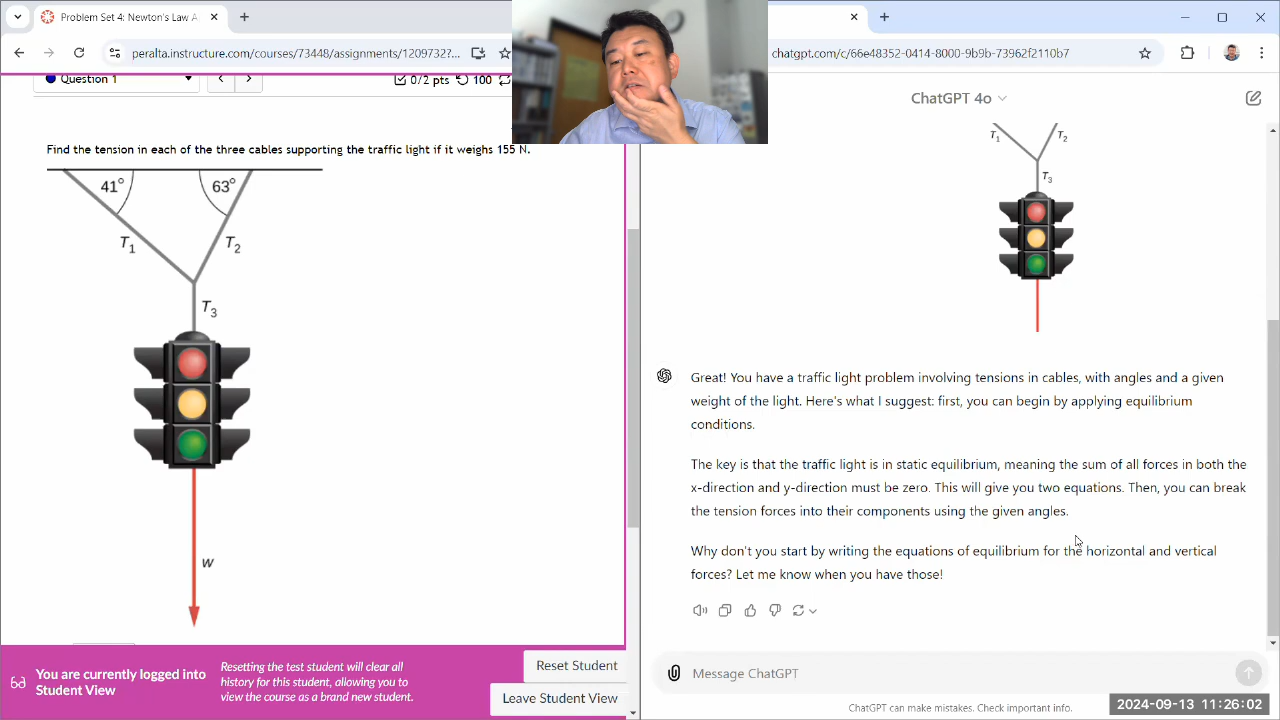 Problem Set 4: Newton's Law A
peralta.instructure.com/courses/73448/assignments/12097327...
chatgpt.com/c/66e48352-0414-8000-9b9b-73962f2110b7
Question 1
0/2 pts
100
Find the tension in each of the three cables supporting the traffic light if it weighs 155 N.
41°
63°
T1
T2
T3
w
You are currently logged into
Student View
Resetting the test student will clear all
history for this student, allowing you to
view the course as a brand new student.
Reset Student
Leave Student View
ChatGPT 4o
T1
T2
T3
Great! You have a traffic light problem involving tensions in cables, with angles and a given
weight of the light. Here's what I suggest: first, you can begin by applying equilibrium
conditions.
The key is that the traffic light is in static equilibrium, meaning the sum of all forces in both the
x-direction and y-direction must be zero. This will give you two equations. Then, you can break
the tension forces into their components using the given angles.
Why don't you start by writing the equations of equilibrium for the horizontal and vertical
forces? Let me know when you have those!
Message ChatGPT
ChatGPT can make mistakes. Check important info.
2024-09-13 11:26:02